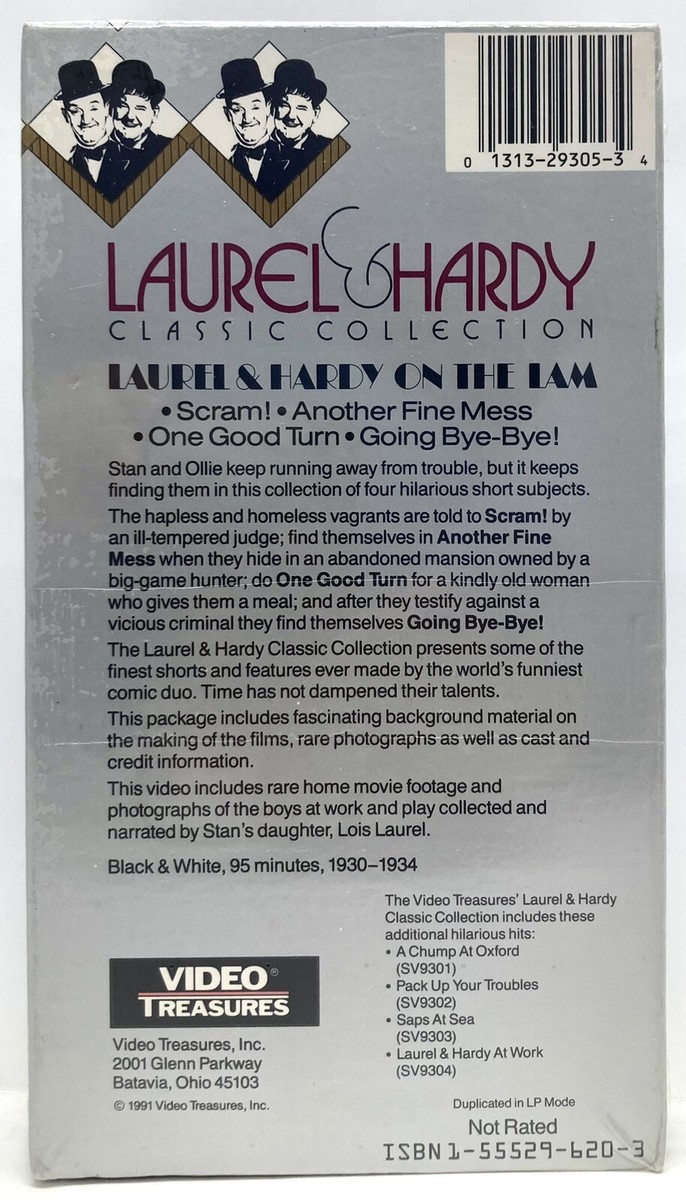 0 1313-29305-3 4
LAUREL & HARDY
CLASSIC COLLECTION
LAUREL & HARDY ON THE LAM
• Scram! • Another Fine Mess
• One Good Turn • Going Bye-Bye!
Stan and Ollie keep running away from trouble, but it keeps
finding them in this collection of four hilarious short subjects.
The hapless and homeless vagrants are told to Scram! by
an ill-tempered judge; find themselves in Another Fine
Mess when they hide in an abandoned mansion owned by a
big-game hunter; do One Good Turn for a kindly old woman
who gives them a meal; and after they testify against a
vicious criminal they find themselves Going Bye-Bye!
The Laurel & Hardy Classic Collection presents some of the
finest shorts and features ever made by the world's funniest
comic duo. Time has not dampened their talents.
This package includes fascinating background material on
the making of the films, rare photographs as well as cast and
credit information.
This video includes rare home movie footage and
photographs of the boys at work and play collected and
narrated by Stan's daughter, Lois Laurel.
Black & White, 95 minutes, 1930–1934
The Video Treasures' Laurel & Hardy
Classic Collection includes these
additional hilarious hits:
• A Chump At Oxford
(SV9301)
• Pack Up Your Troubles
(SV9302)
• Saps At Sea
(SV9303)
• Laurel & Hardy At Work
(SV9304)
VIDEO®
TREASURES
Video Treasures, Inc.
2001 Glenn Parkway
Batavia, Ohio 45103
© 1991 Video Treasures, Inc.
Duplicated in LP Mode
Not Rated
ISBN 1-55529-620-3